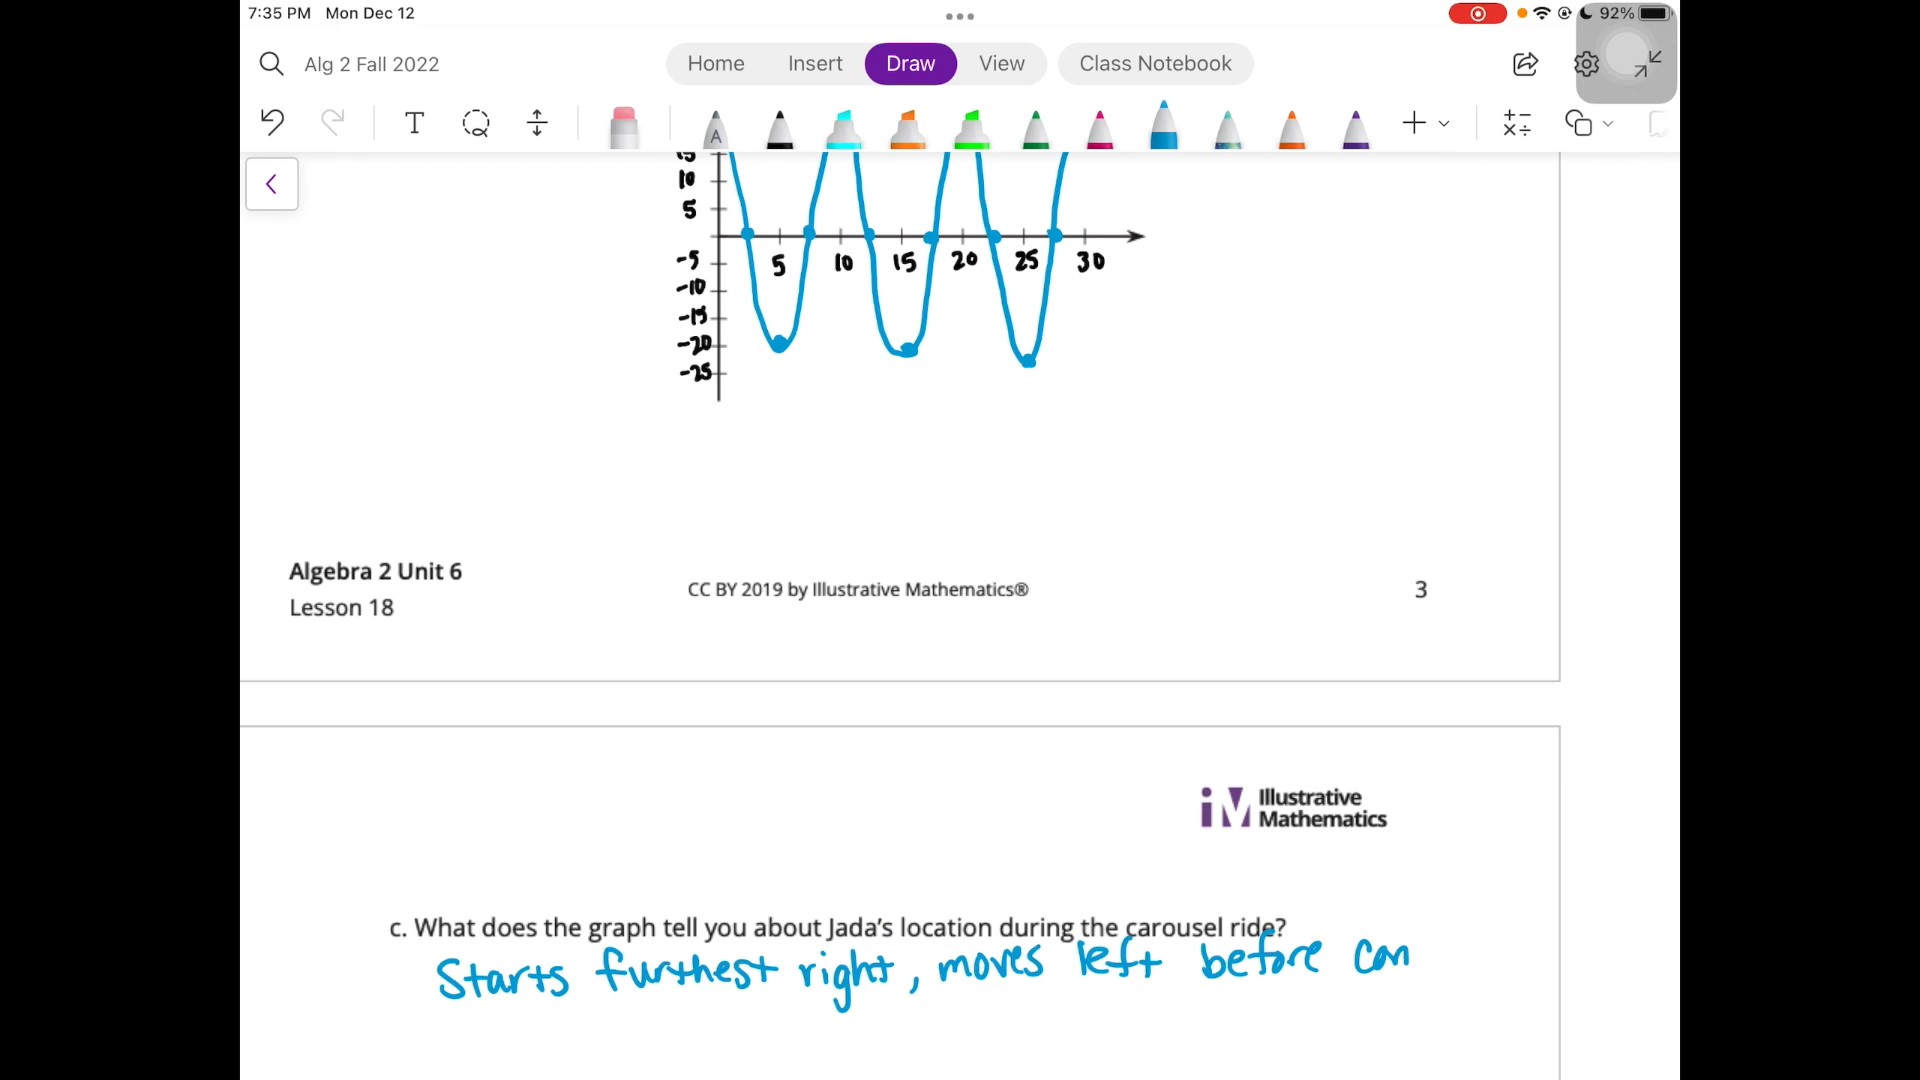 7:35 PM Mon Dec 12
92%
Alg 2 Fall 2022
Home Insert Draw View Class Notebook
T
A
10
5
-5
-10
-15
-20
-25
5 10 15 20 25 30
Algebra 2 Unit 6
Lesson 18
CC BY 2019 by Illustrative Mathematics®
3
Illustrative
Mathematics
c. What does the graph tell you about Jada's location during the carousel ride?
Starts furthest right, moves left before com